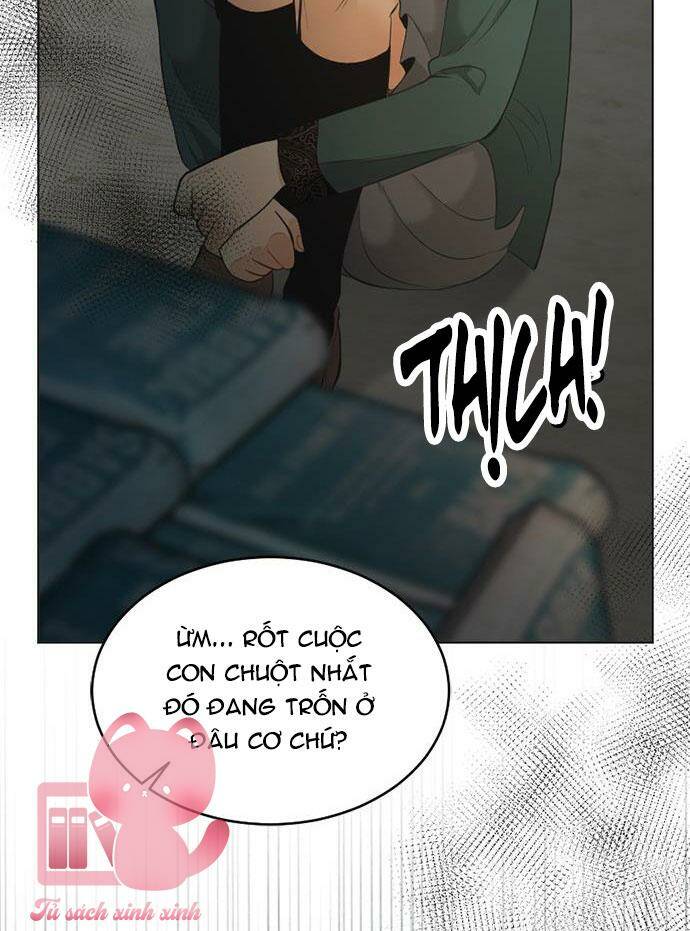 THỊCH!
ỪM... RỐT CUỘC
CON CHUỘT NHẮT
ĐÓ ĐANG TRỐN Ở
ĐÂU CƠ CHỨ?
Tủ sách xinh xinh